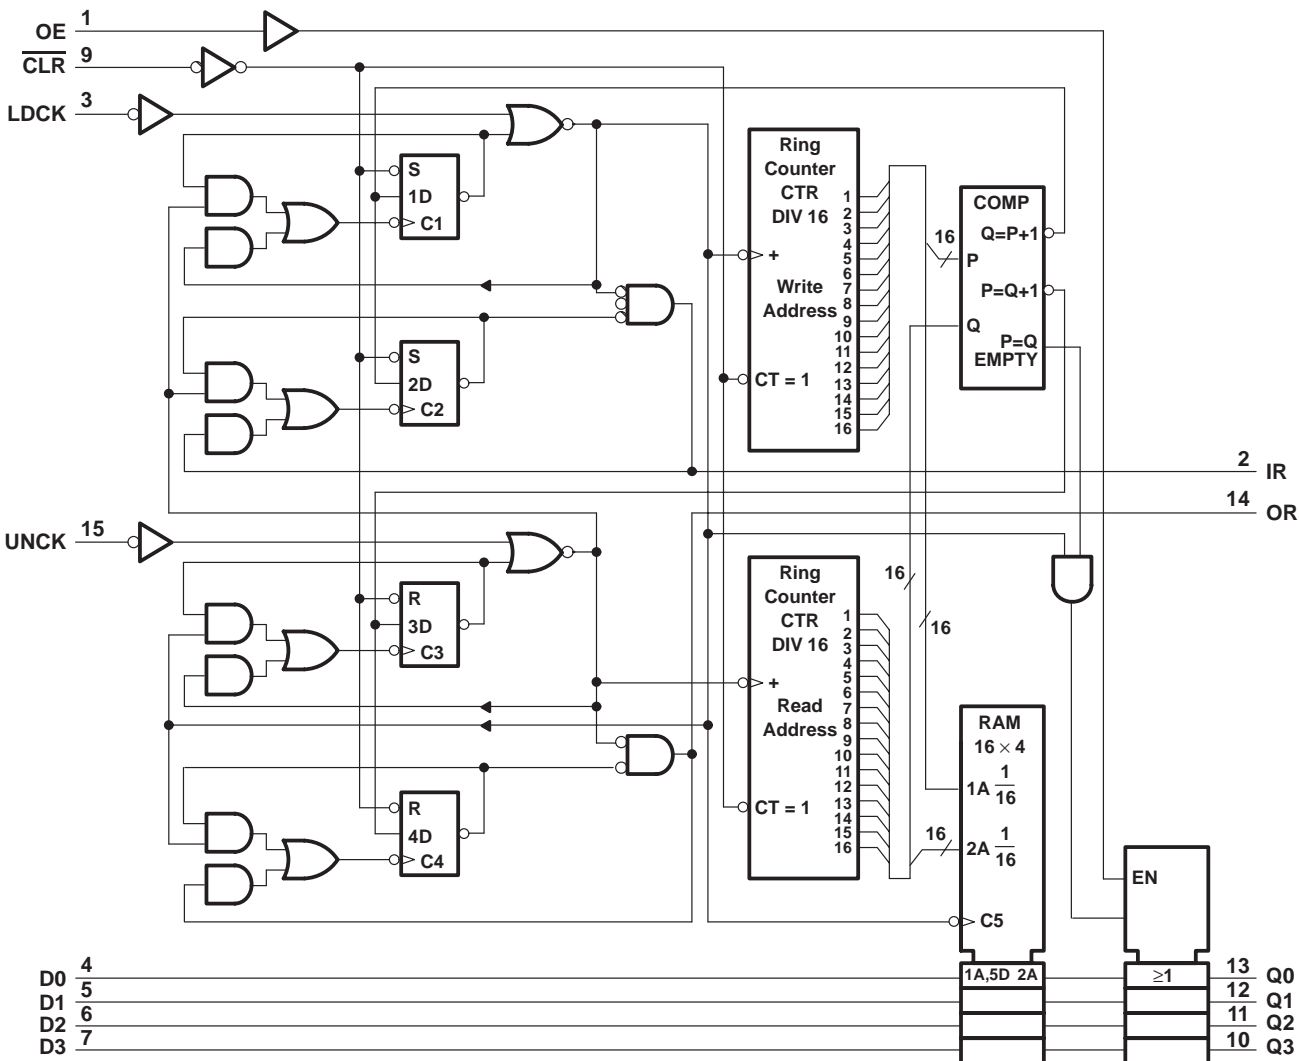 OE 1
CLR 9
LDCK 3
S
1D
C1
S
2D
C2
Ring
Counter
CTR
DIV 16
Write
Address
+
CT = 1
1
2
3
4
5
6
7
8
9
10
11
12
13
14
15
16
COMP
Q=P+1
16
P
P=Q+1
Q
P=Q
EMPTY
2 IR
14 OR
UNCK 15
R
3D
C3
R
4D
C4
Ring
Counter
CTR
DIV 16
Read
Address
+
CT = 1
1
2
3
4
5
6
7
8
9
10
11
12
13
14
15
16
16
16
16
RAM
16 × 4
1A 1/16
2A 1/16
C5
EN
D0 4
1A,5D 2A
≥1
13 Q0
D1 5
12 Q1
D2 6
11 Q2
D3 7
10 Q3